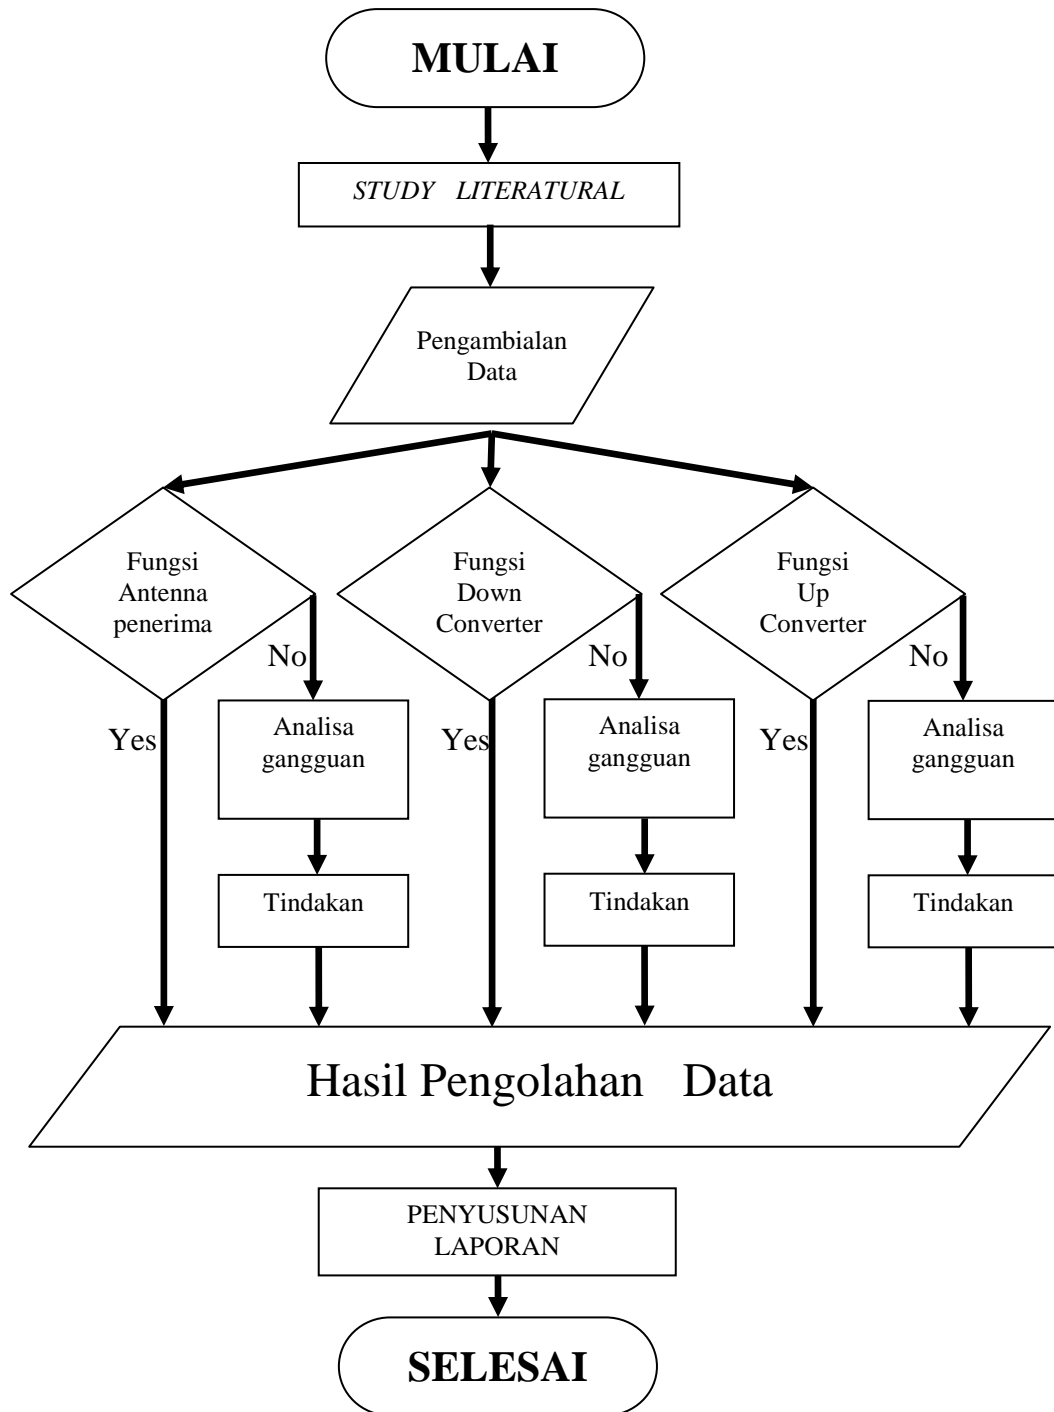 MULAI
STUDY LITERATURAL
Pengambialan
Data
Fungsi
Antenna
penerima
Fungsi
Down
Converter
Fungsi
Up
Converter
No
No
No
Yes
Analisa
gangguan
Yes
Analisa
gangguan
Yes
Analisa
gangguan
Tindakan
Tindakan
Tindakan
Hasil Pengolahan Data
PENYUSUNAN
LAPORAN
SELESAI